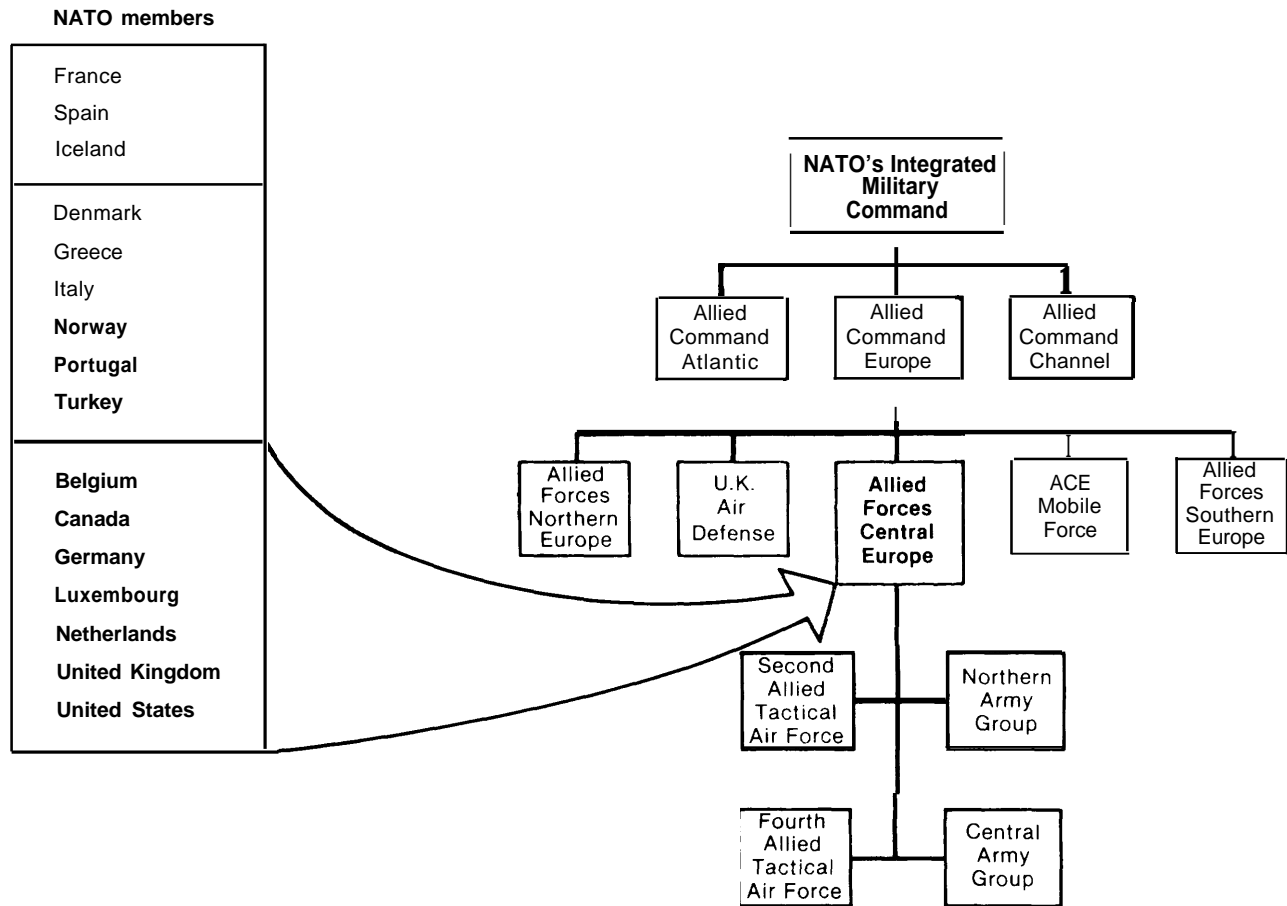 NATO members
France
Spain
Iceland
Denmark
Greece
Italy
Norway
Portugal
Turkey
Belgium
Canada
Germany
Luxembourg
Netherlands
United Kingdom
United States
NATO's Integrated
Military
Command
Allied
Command
Atlantic
Allied
Command
Europe
Allied
Command
Channel
Allied
Forces
Northern
Europe
U.K.
Air
Defense
Allied
Forces
Central
Europe
ACE
Mobile
Force
Allied
Forces
Southern
Europe
Second
Allied
Tactical
Air Force
Northern
Army
Group
Fourth
Allied
Tactical
Air Force
Central
Army
Group